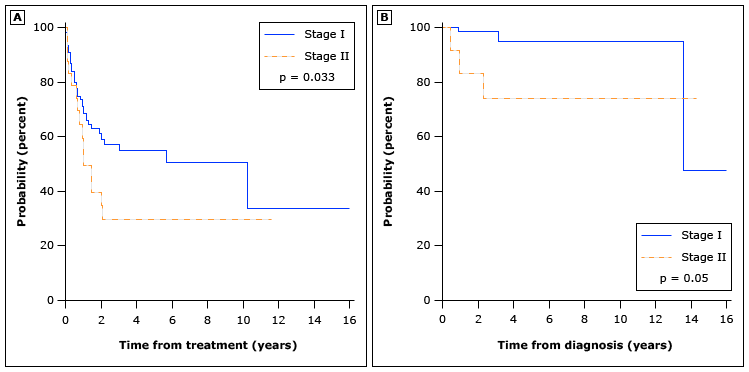 A
Stage I
Stage II
p = 0.033
Probability (percent)
100
80
60
40
20
0
0 2 4 6 8 10 12 14 16
Time from treatment (years)
B
Probability (percent)
100
80
60
40
20
0
Stage I
Stage II
p = 0.05
0 2 4 6 8 10 12 14 16
Time from diagnosis (years)